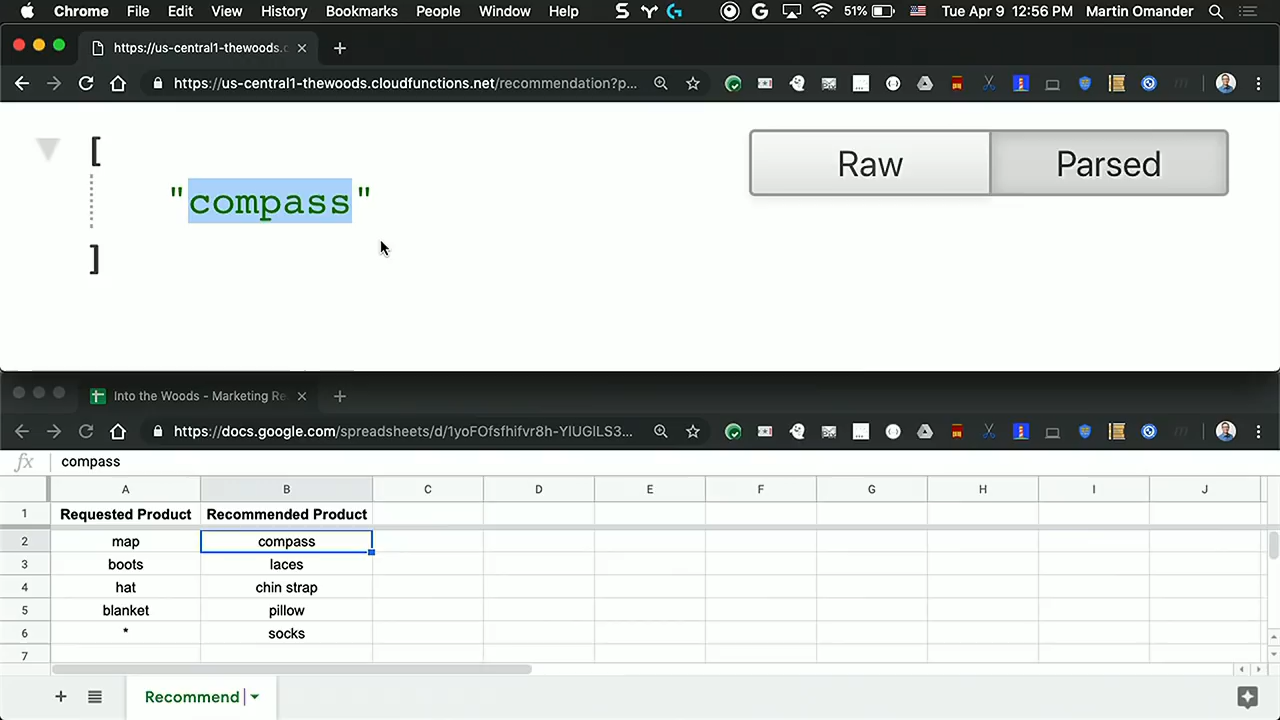 Chrome File Edit View History Bookmarks People Window Help 51% Tue Apr 9 12:56 PM Martin Omander
https://us-central1-thewoods.c
https://us-central1-thewoods.cloudfunctions.net/recommendation?p...
[
"compass"
]
Raw Parsed
Into the Woods - Marketing Re
https://docs.google.com/spreadsheets/d/1yoFOfsfhifvr8h-YIUGILS3...
fx compass
A B C D E F G H I J
1 Requested Product Recommended Product
2 map compass
3 boots laces
4 hat chin strap
5 blanket pillow
6 * socks
7
Recommend